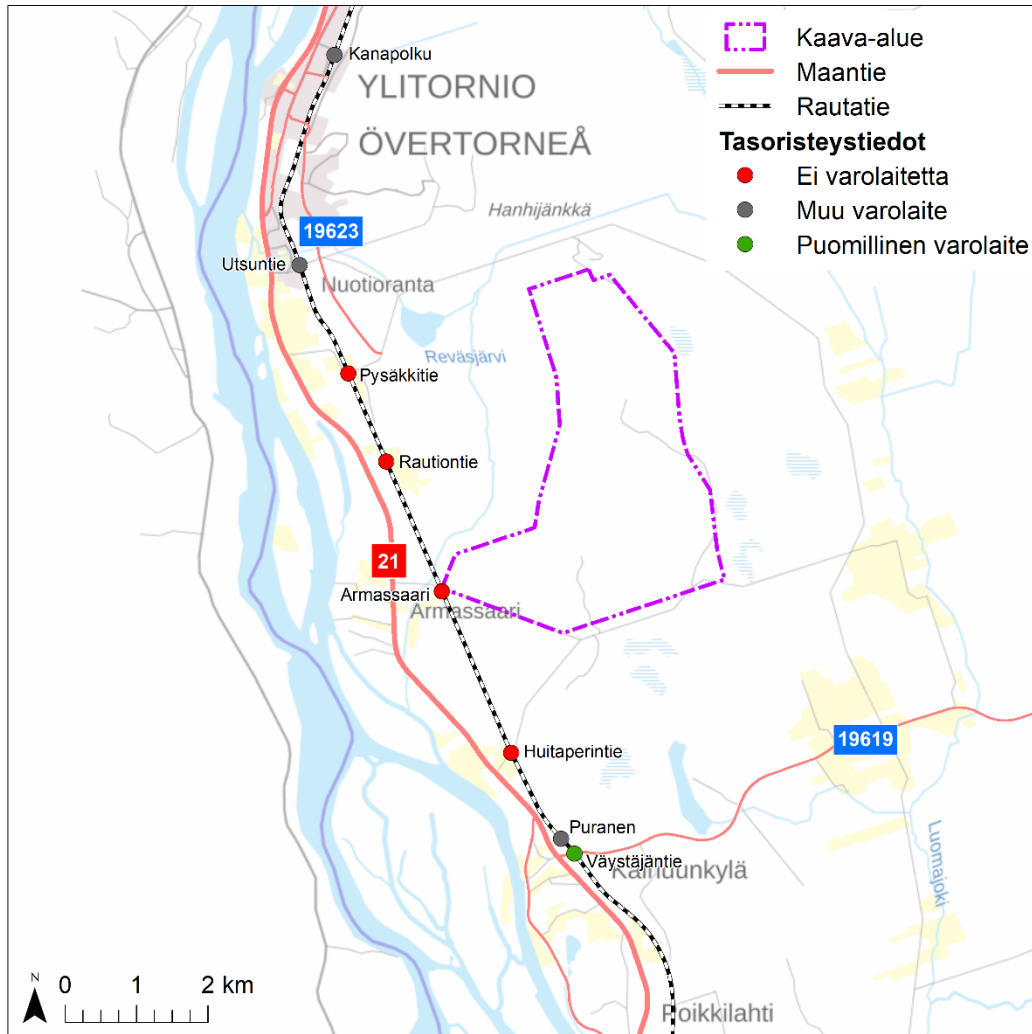 Kaava-alue
Maantie
Rautatie
Tasoristeystiedot
Ei varolaitetta
Muu varolaite
Puomillinen varolaite
Kanapolku
YLITORNIO
ÖVERTORNEÅ
Hanhijänkkä
19623
Utsuntie
Nuotioranta
Reväsjärvi
Pysäkkitie
Rautiontie
21
Armassaari
Armassaari
Huitaperintie
19619
Puranen
Väystäjäntie
Kainuunkylä
Luomajoki
Poikkilahti
N
0 1 2 km